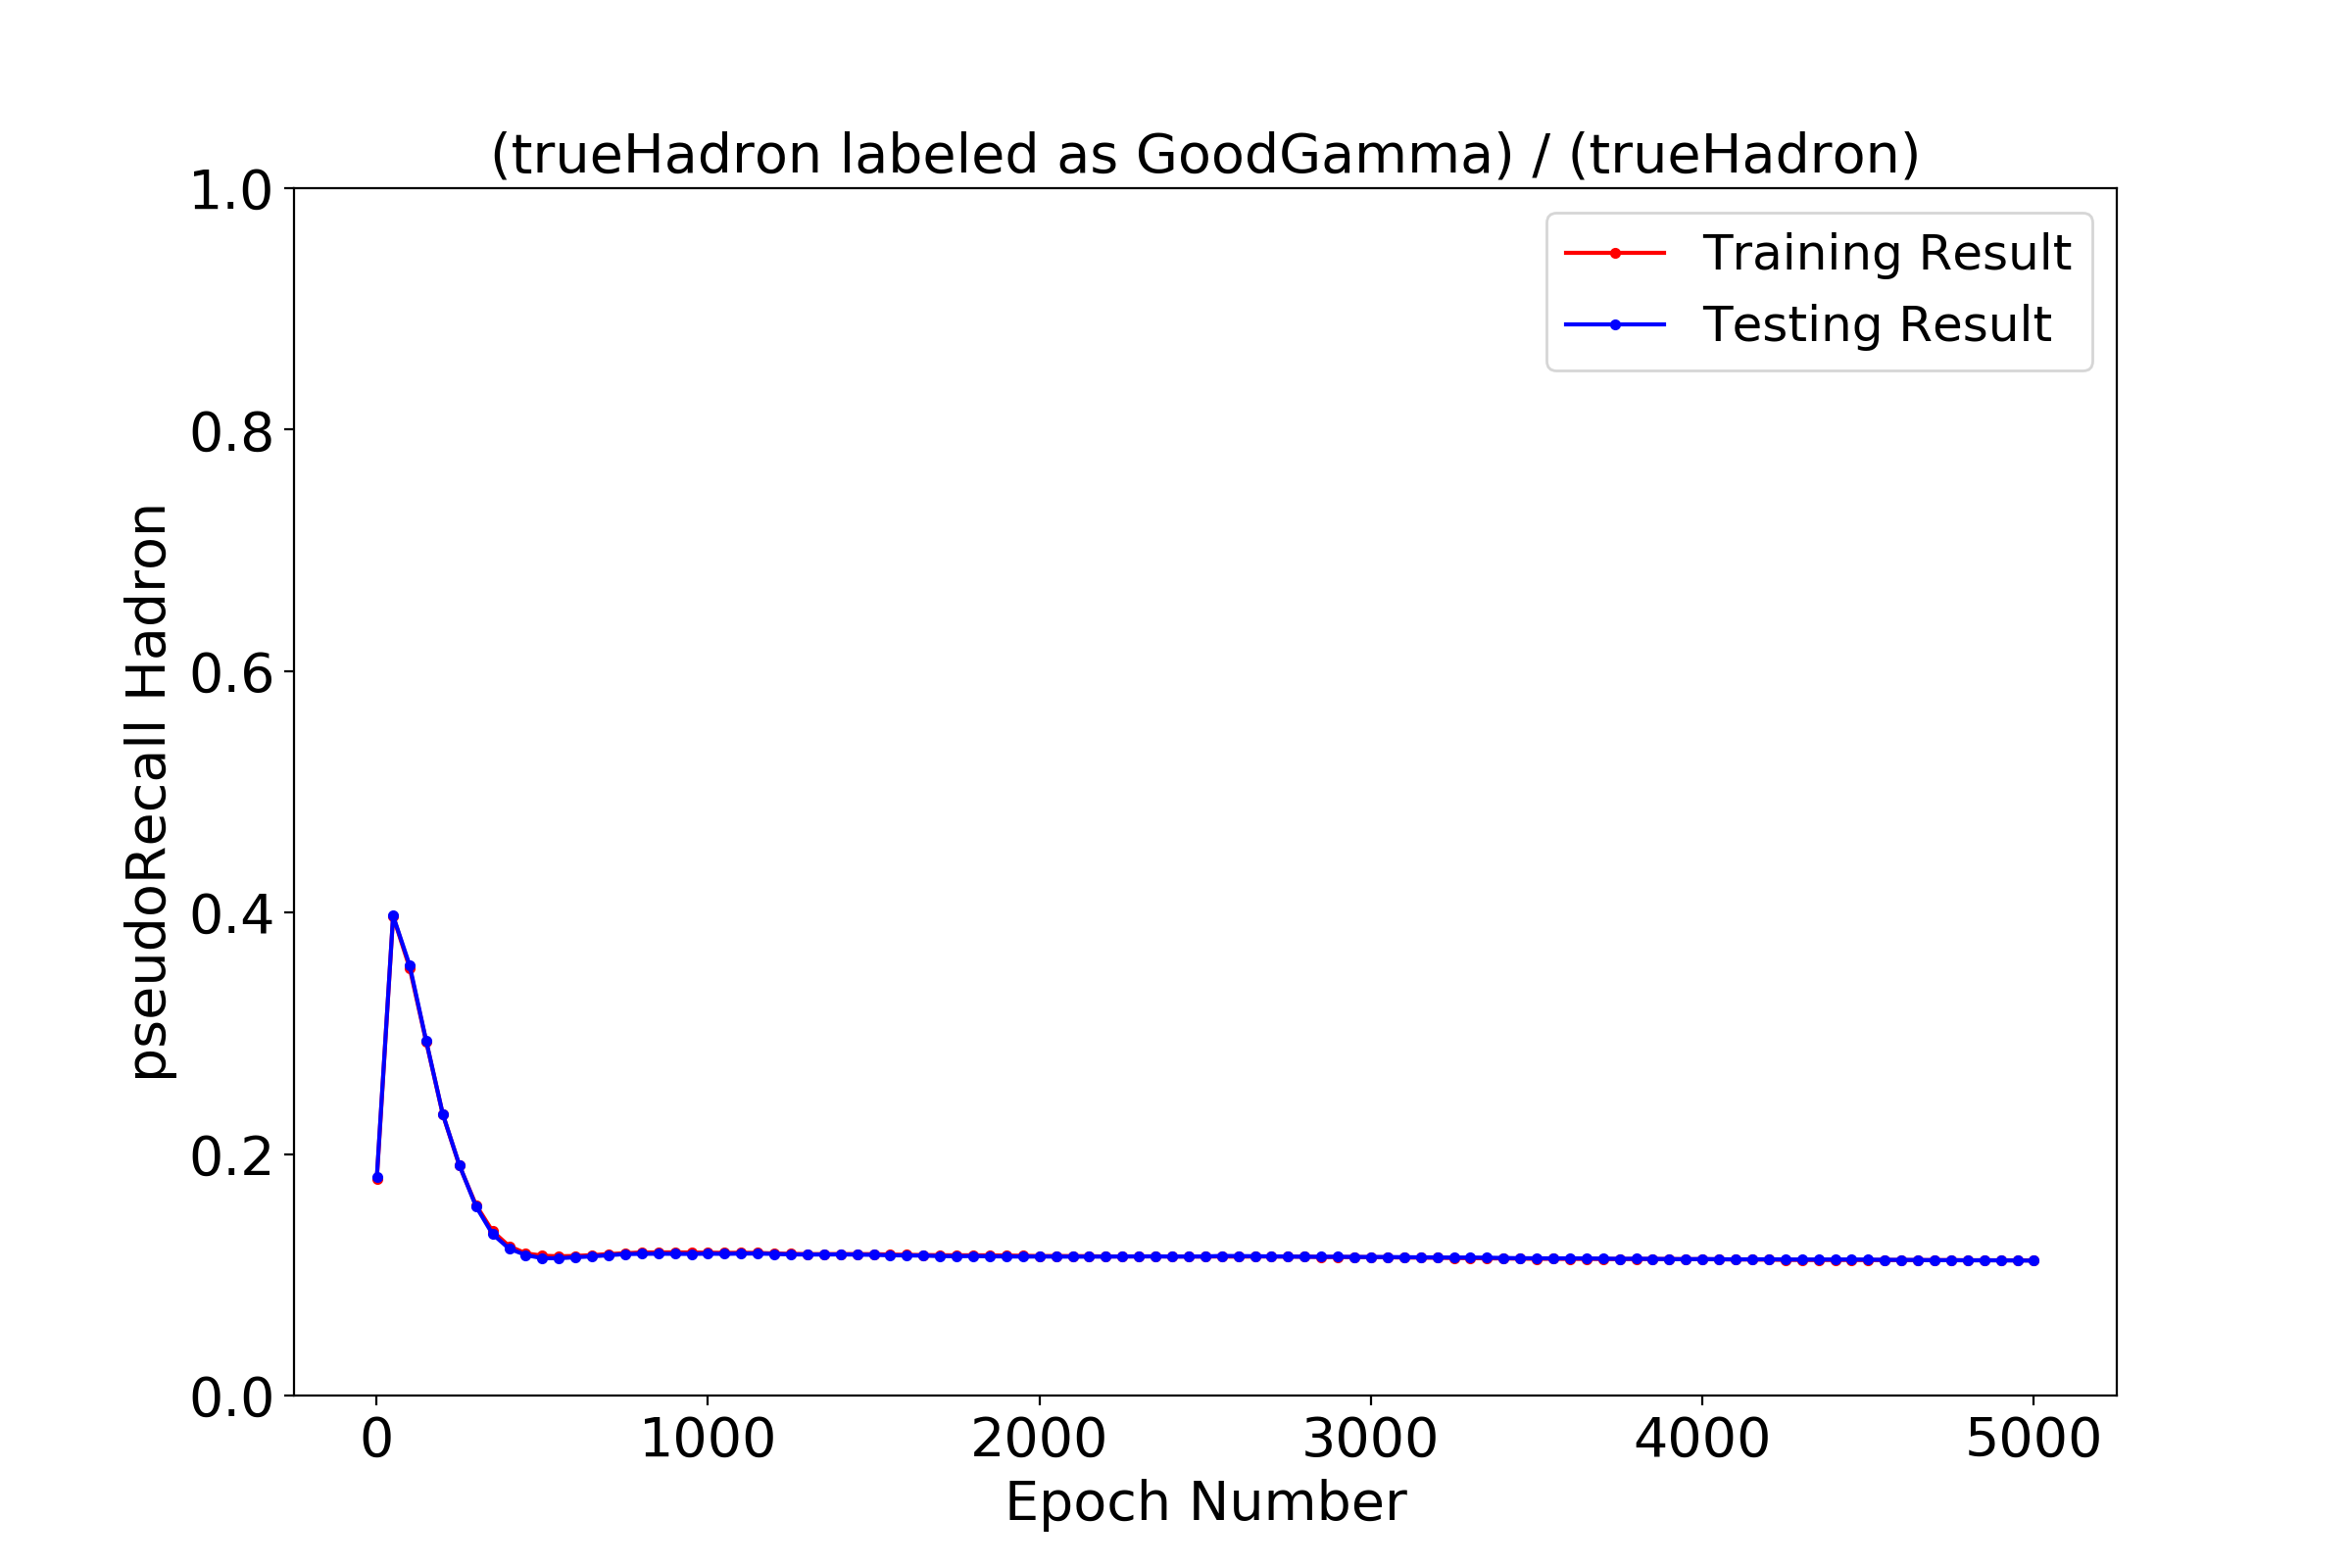 (trueHadron labeled as GoodGamma) / (trueHadron)
1.0
0.8
0.6
0.4
0.2
0.0
pseudoRecall Hadron
Training Result
Testing Result
0 1000 2000 3000 4000 5000
Epoch Number